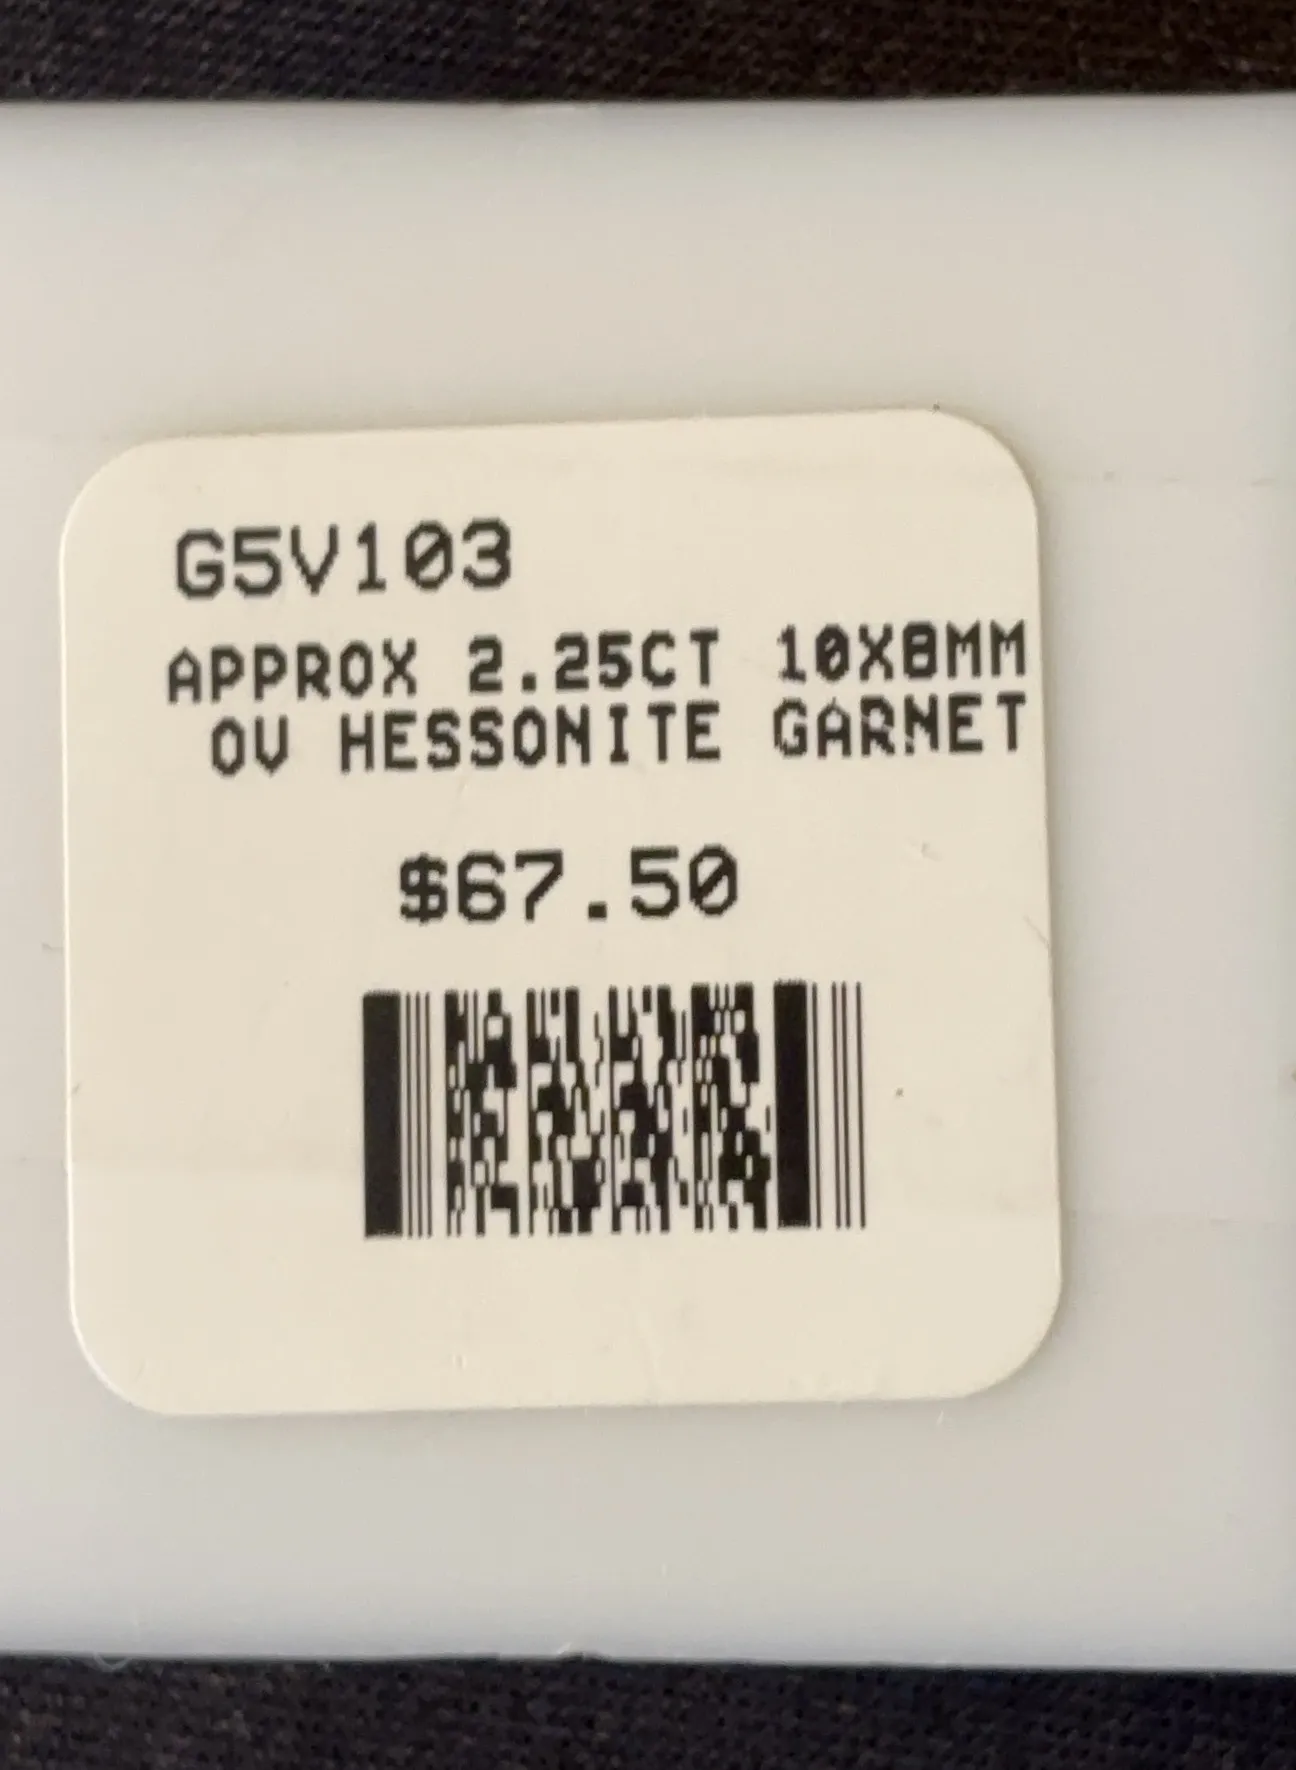 G5V103
APPROX 2.25CT 10X8MM
OV HESSONITE GARNET
$67.50